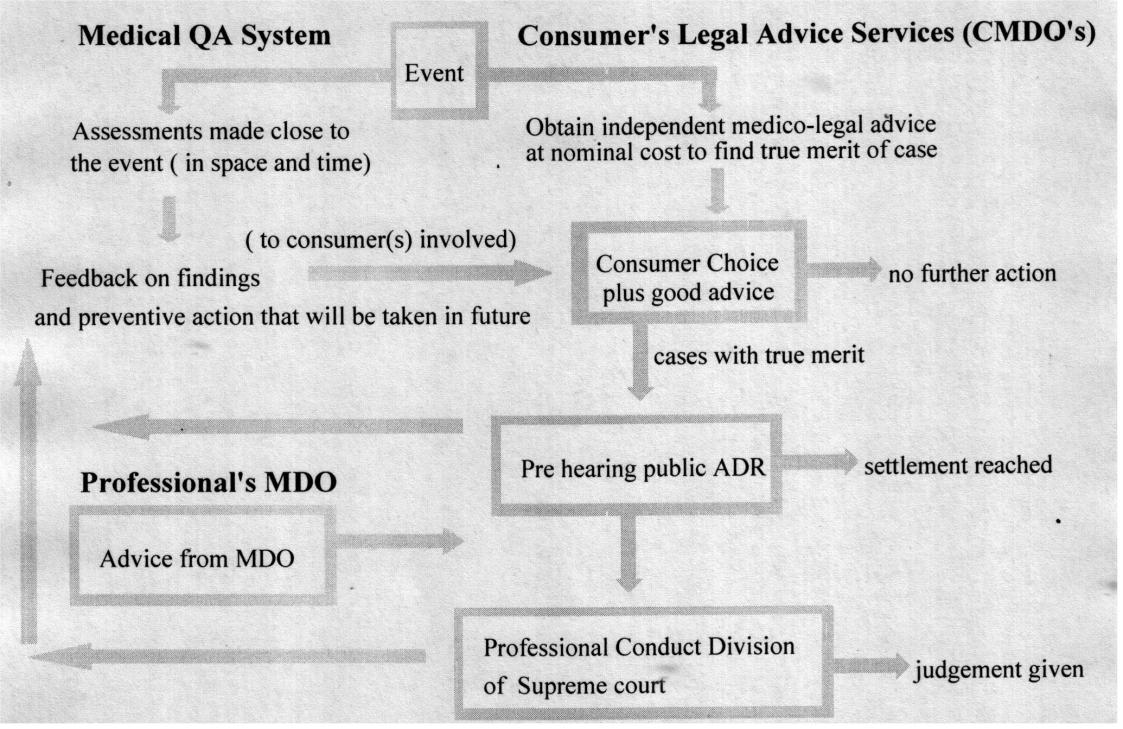 Medical QA System
Consumer's Legal Advice Services (CMDO's)
Event
Assessments made close to
the event ( in space and time)
Obtain independent medico-legal advice
at nominal cost to find true merit of case
( to consumer(s) involved)
Feedback on findings
and preventive action that will be taken in future
Consumer Choice
plus good advice
no further action
cases with true merit
Pre hearing public ADR
settlement reached
Professional's MDO
Advice from MDO
Professional Conduct Division
of Supreme court
judgement given